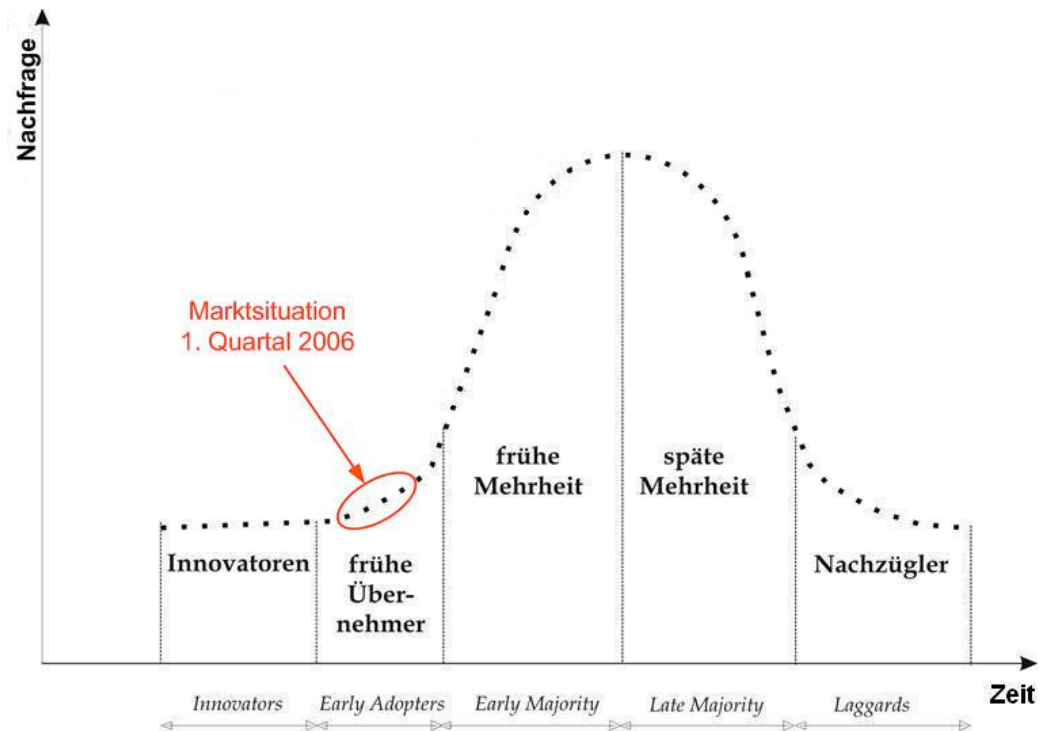 Nachfrage
Marktsituation
1. Quartal 2006
frühe
Mehrheit
späte
Mehrheit
Innovatoren
frühe
Über-
nehmer
Nachzügler
Zeit
Innovators
Early Adopters
Early Majority
Late Majority
Laggards